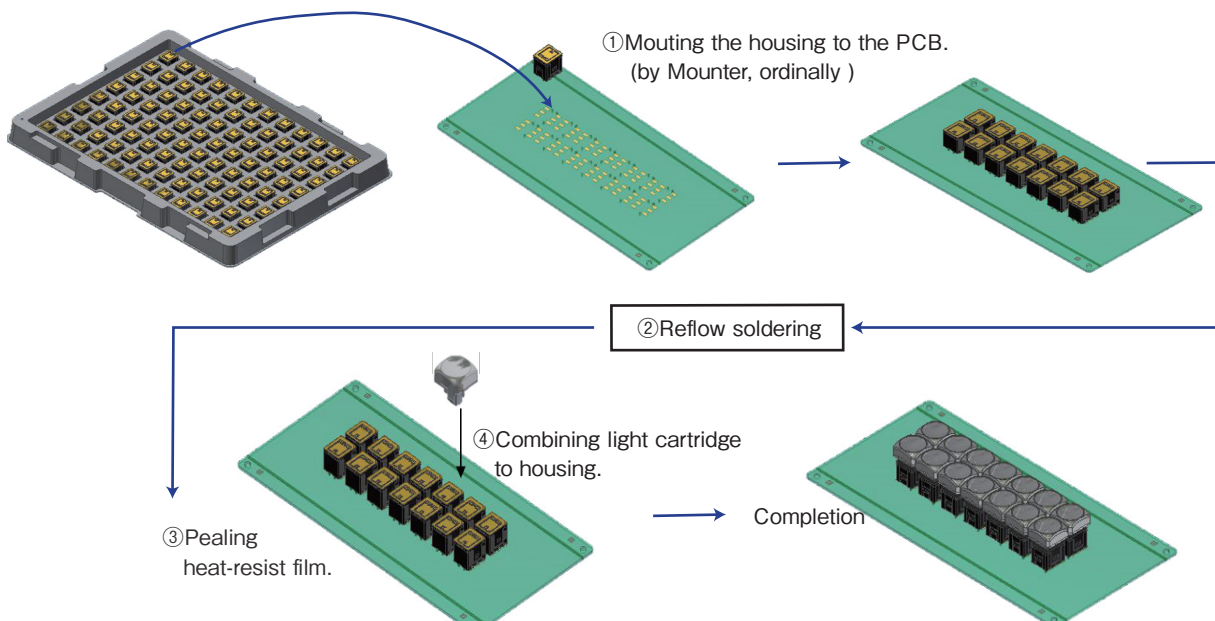 ①Mouting the housing to the PCB.
(by Mounter, ordinally )
②Reflow soldering
④Combining light cartridge
to housing.
Completion
③Pealing
heat-resist film.